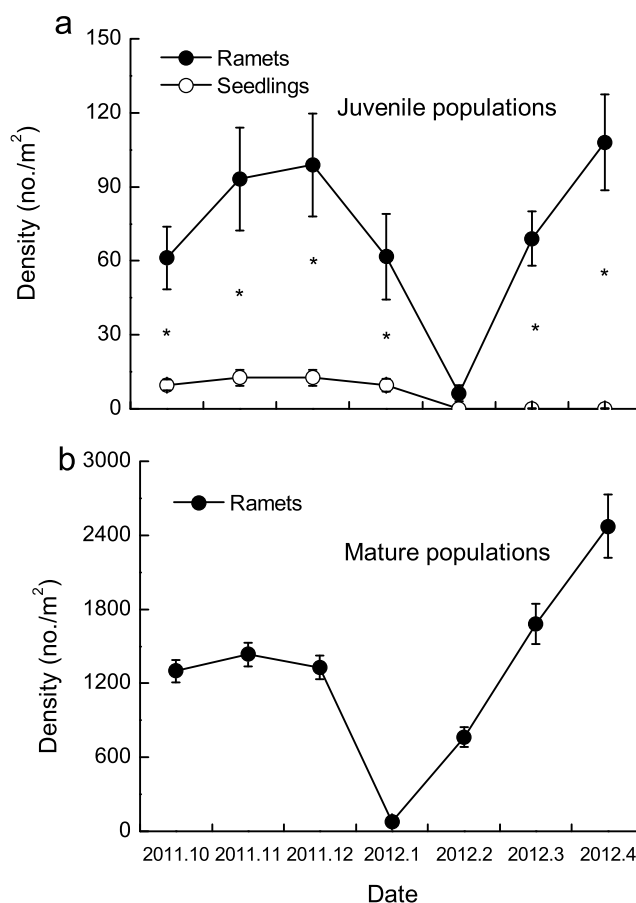 a
150
Ramets
Seedlings
Juvenile populations
120
90
60
30
0
Density (no./m²)
*
*
*
*
*
*
b
3000
Ramets
Mature populations
2400
1800
1200
600
0
Density (no./m²)
2011.10 2011.11 2011.12 2012.1 2012.2 2012.3 2012.4
Date